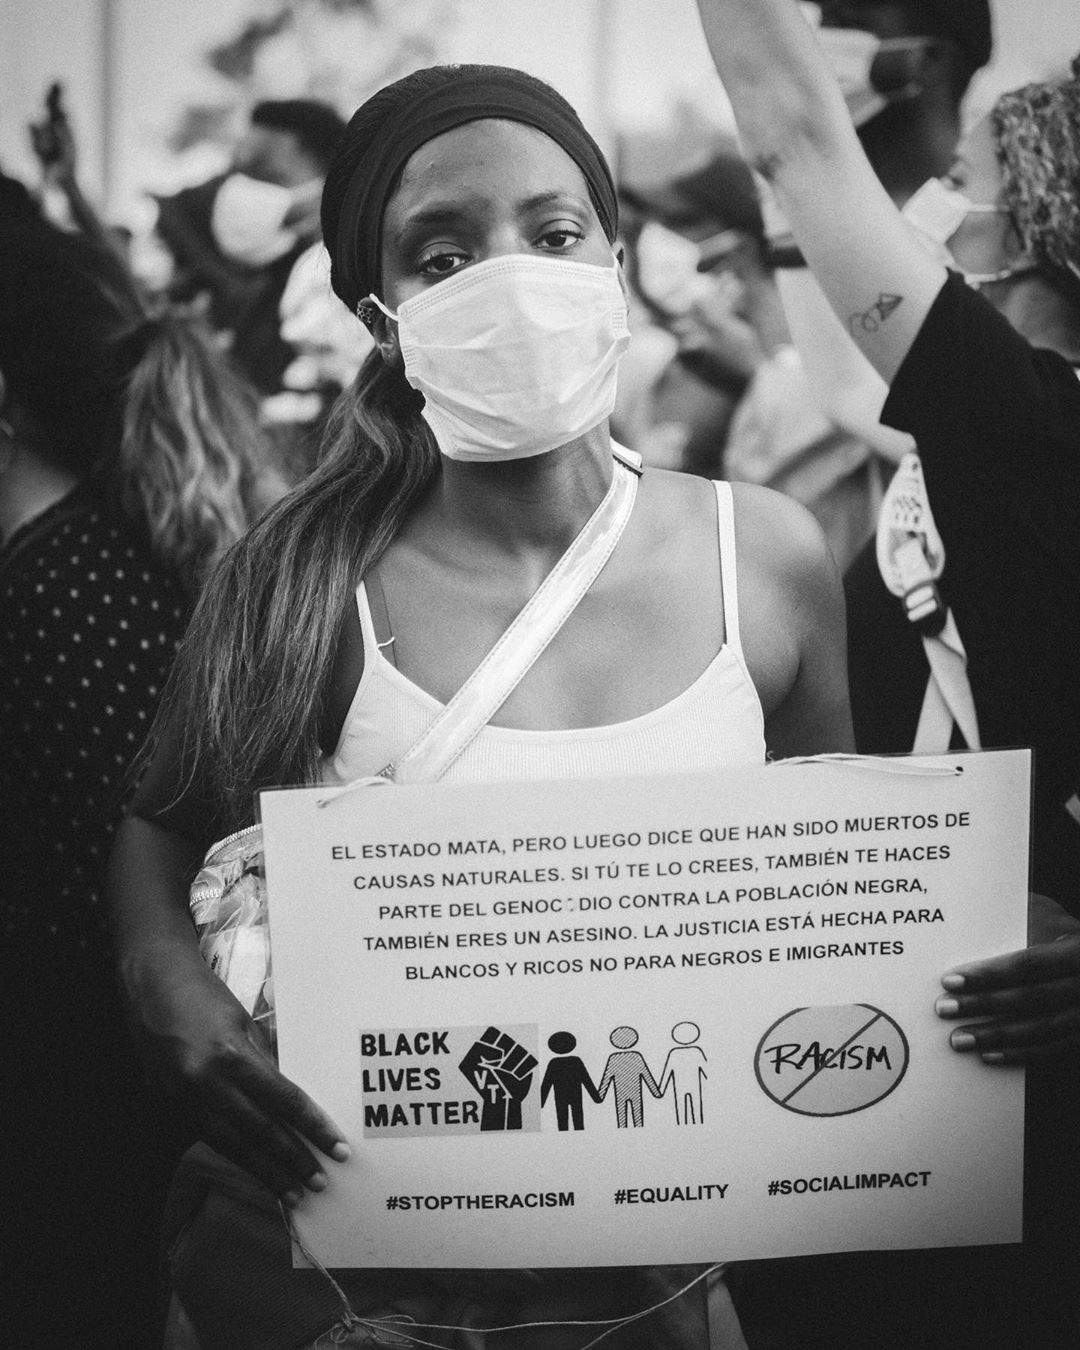 EL ESTADO MATA, PERO LUEGO DICE QUE HAN SIDO MUERTOS DE
CAUSAS NATURALES. SI TÚ TE LO CREES, TAMBIÉN TE HACES
PARTE DEL GENOCIDIO CONTRA LA POBLACIÓN NEGRA,
TAMBIÉN ERES UN ASESINO. LA JUSTICIA ESTÁ HECHA PARA
BLANCOS Y RICOS NO PARA NEGROS E IMIGRANTES
BLACK
LIVES
MATTER
VTI
RACISM
#STOPTHERACISM #EQUALITY #SOCIALIMPACT